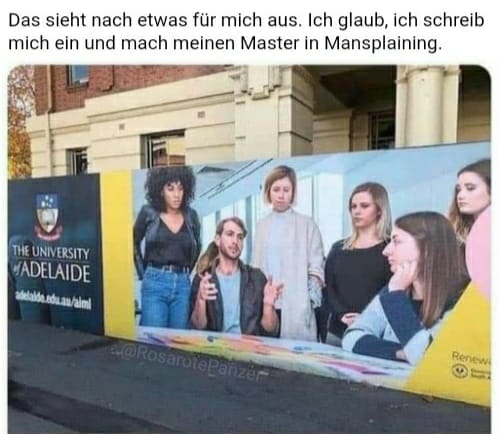 Das sieht nach etwas für mich aus. Ich glaub, ich schreib
mich ein und mach meinen Master in Mansplaining.
THE UNIVERSITY
of ADELAIDE
adelaide.edu.au/aiml
@RosarotePanzer
Renew